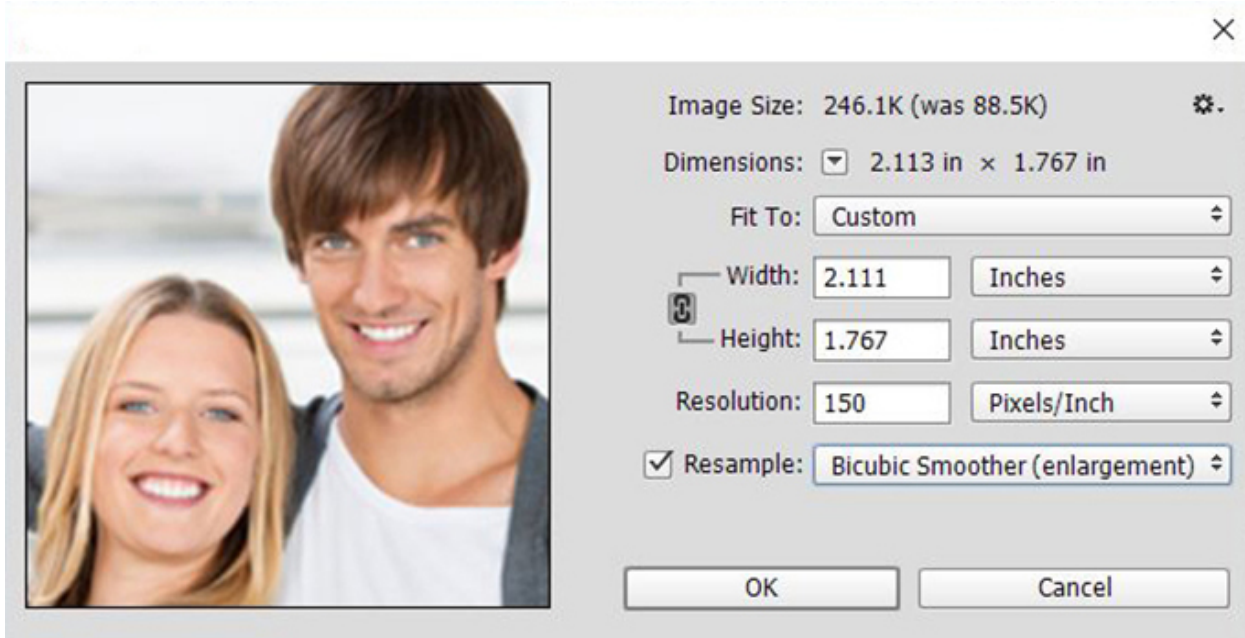 Image Size: 246.1K (was 88.5K)
Dimensions: 2.113 in × 1.767 in
Fit To: Custom
Width: 2.111 Inches
Height: 1.767 Inches
Resolution: 150 Pixels/Inch
Resample: Bicubic Smoother (enlargement)
OK Cancel